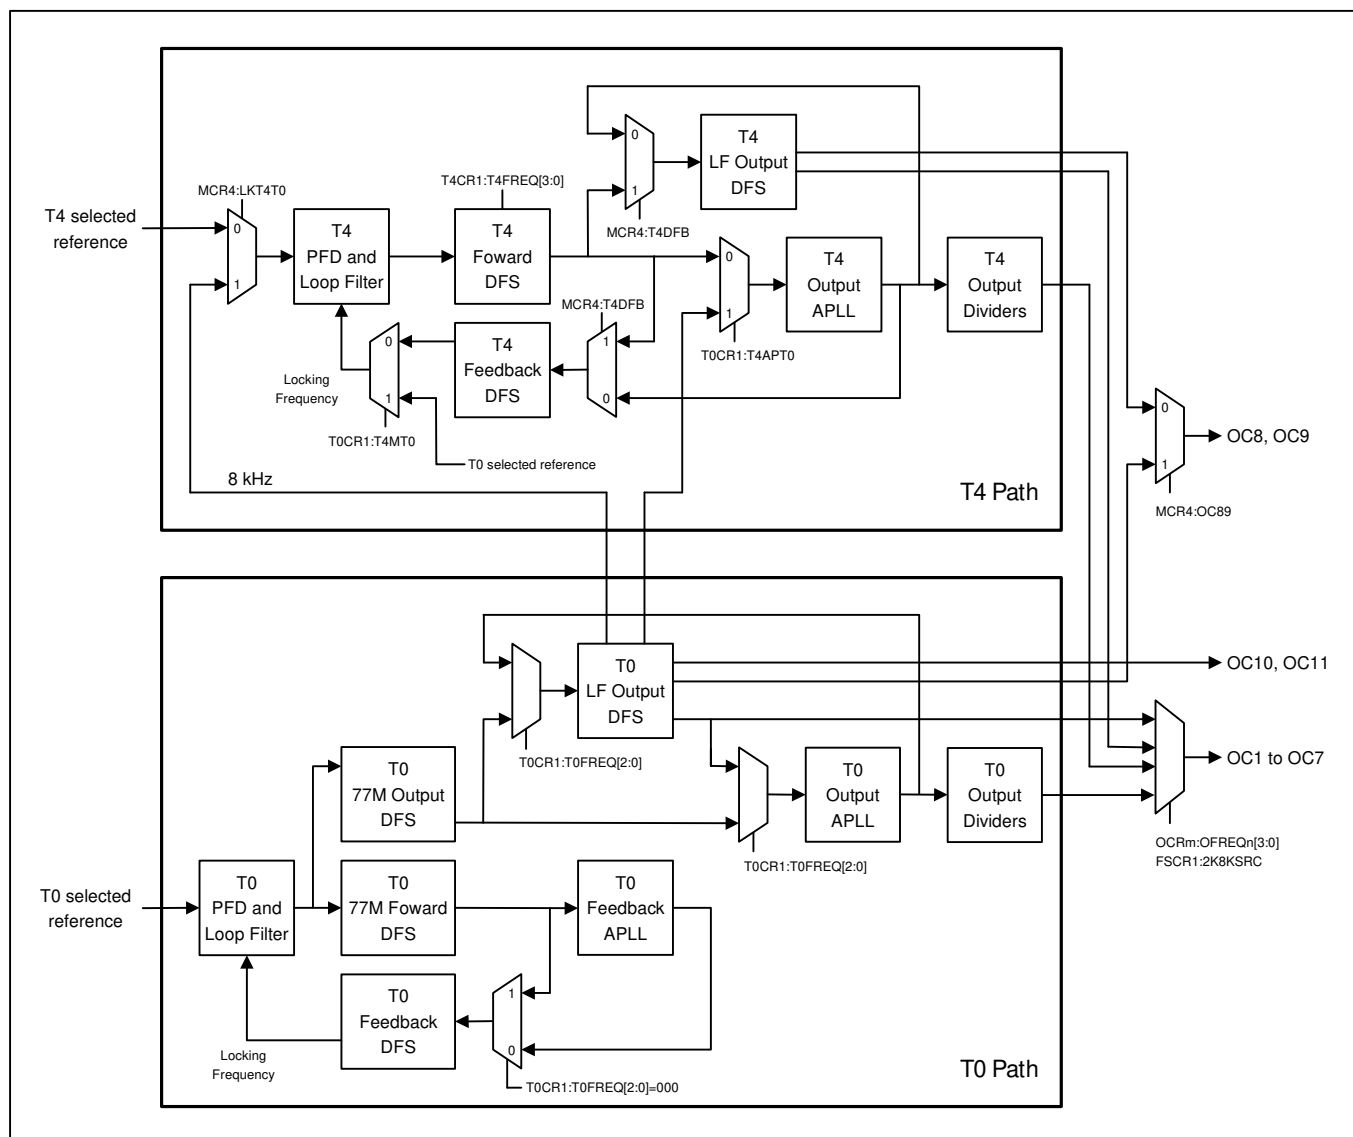 T4 selected
reference
MCR4:LKT4T0
0
1
T4
PFD and
Loop Filter
T4CR1:T4FREQ[3:0]
T4
Foward
DFS
0
1
MCR4:T4DFB
T4
LF Output
DFS
0
1
T0CR1:T4APT0
T4
Output
APLL
T4
Output
Dividers
MCR4:T4DFB
1
0
T4
Feedback
DFS
0
1
T0CR1:T4MT0
Locking
Frequency
T0 selected reference
8 kHz
T4 Path
0
1
MCR4:OC89
OC8, OC9
T0CR1:T0FREQ[2:0]
T0
LF Output
DFS
OC10, OC11
T0
77M Output
DFS
T0CR1:T0FREQ[2:0]
T0
Output
APLL
T0
Output
Dividers
OC1 to OC7
OCRm:OFREQn[3:0]
FSCR1:2K8KSRC
T0 selected
reference
T0
PFD and
Loop Filter
T0
77M Foward
DFS
T0
Feedback
APLL
T0
Feedback
DFS
1
0
T0CR1:T0FREQ[2:0]=000
Locking
Frequency
T0 Path